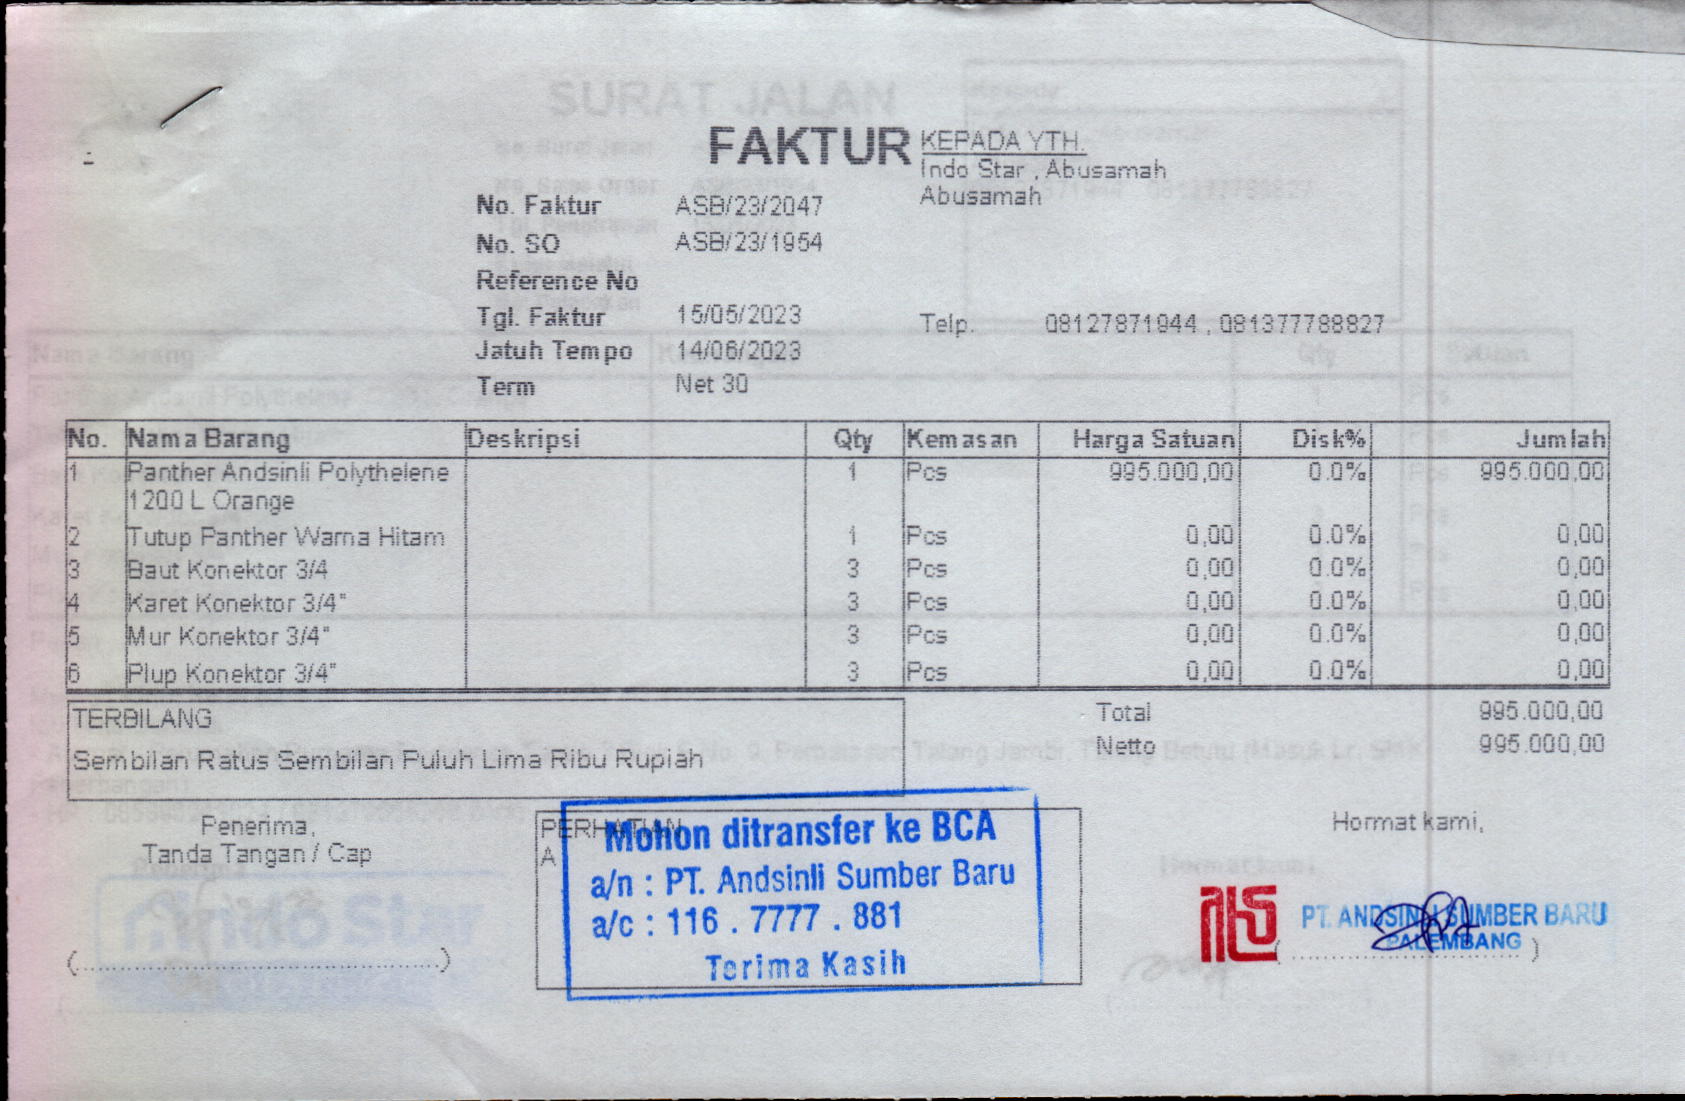 SURAT JALAN
FAKTUR
KEPADA YTH.
Indo Star , Abusamah
Abusamah
No. Faktur ASB/23/2047
No. SO ASB/23/1954
Reference No
Tgl. Faktur 15/05/2023
Telp. 08127871944 , 081377788827
Jatuh Tempo 14/06/2023
Term Net 30
No. Nama Barang Deskripsi Qty Kemasan Harga Satuan Disk% Jumlah
1 Panther Andsinli Polythelene 1 Pcs 995.000,00 0.0% 995.000,00
1200 L Orange
2 Tutup Panther Warna Hitam 1 Pcs 0,00 0.0% 0,00
3 Baut Konektor 3/4 3 Pcs 0,00 0.0% 0,00
4 Karet Konektor 3/4" 3 Pcs 0,00 0.0% 0,00
5 Mur Konektor 3/4" 3 Pcs 0,00 0.0% 0,00
6 Plup Konektor 3/4" 3 Pcs 0,00 0.0% 0,00
TERBILANG
Sembilan Ratus Sembilan Puluh Lima Ribu Rupiah
Total 995.000,00
Netto 995.000,00
Penerima,
Tanda Tangan / Cap
(......................................)
PERHATIAN
A
Mohon ditransfer ke BCA
a/n : PT. Andsinli Sumber Baru
a/c : 116 . 7777 . 881
Terima Kasih
Hormat kami,
PT. ANDSINLI SUMBER BARU
PALEMBANG
(......................................)
Indo Star